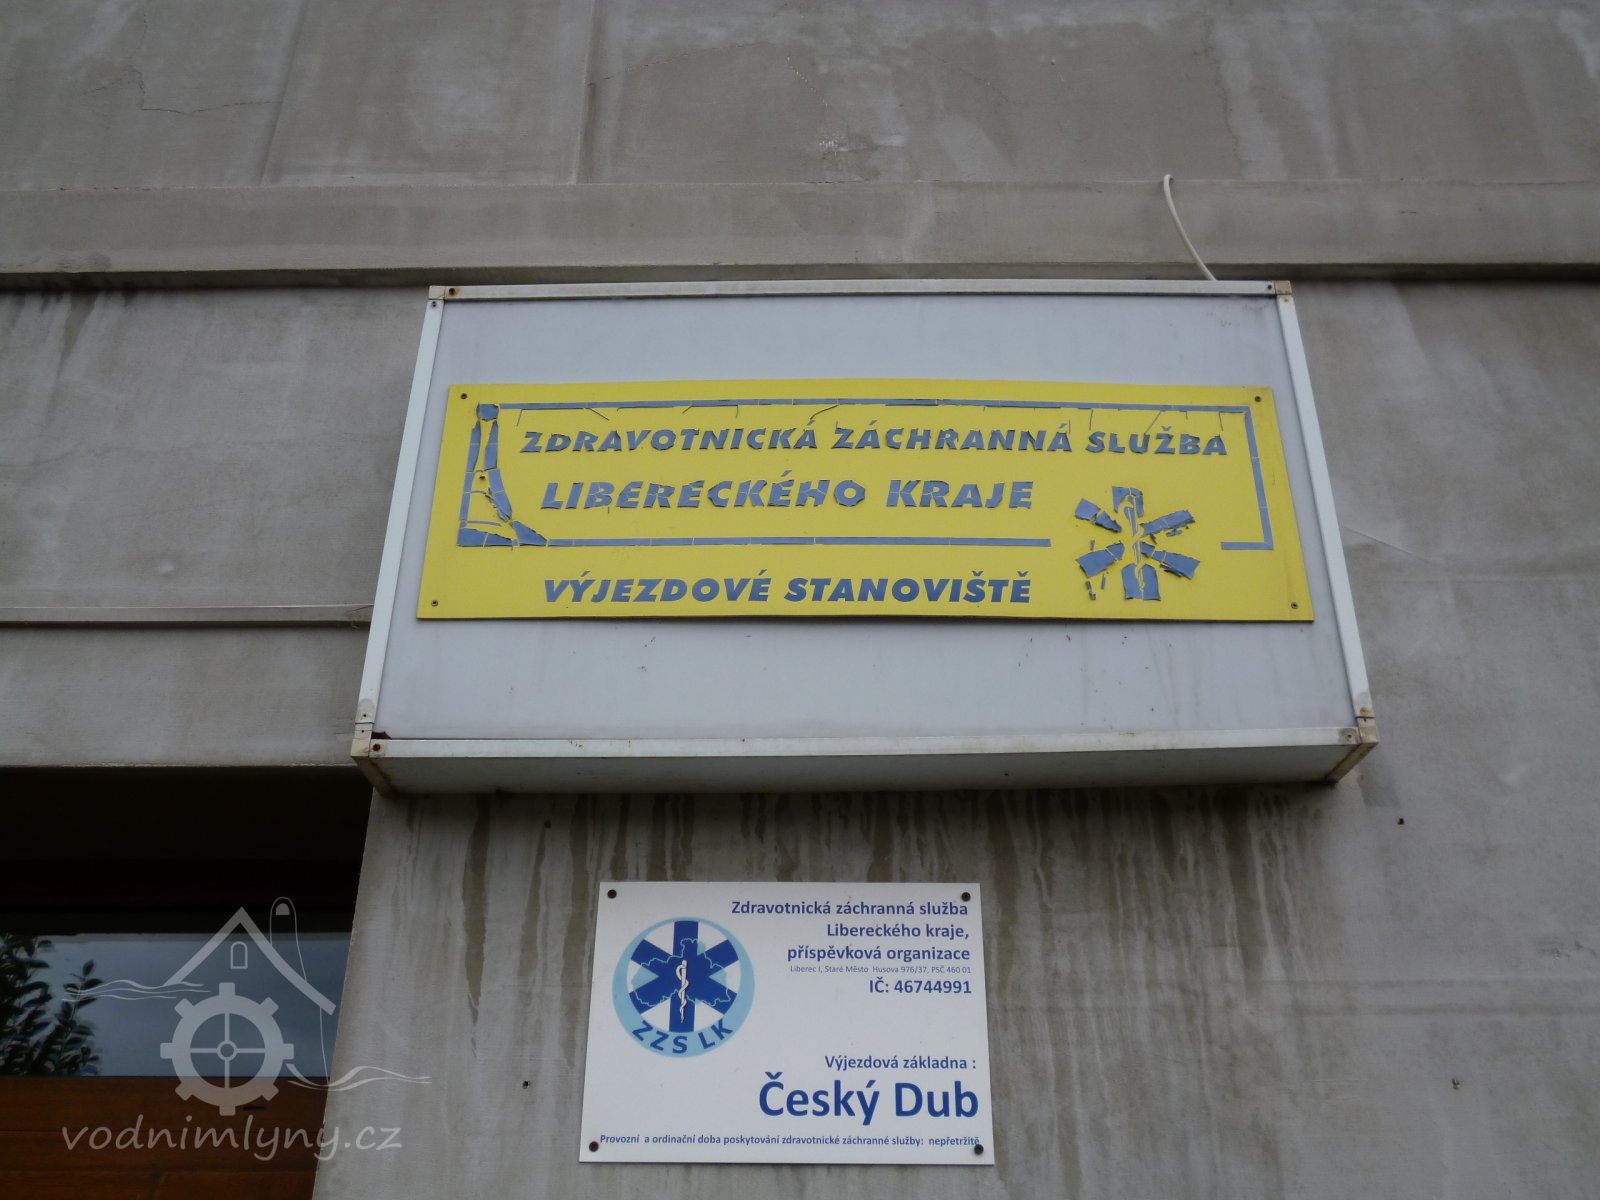 ZDRAVOTNICKÁ ZÁCHRANNÁ SLUŽBA
LIBERECKÉHO KRAJE
VÝJEZDOVÉ STANOVIŠTĚ
Zdravotnická záchranná služba
Libereckého kraje,
příspěvková organizace
Liberec I, Staré Město Husova 976/37, PSČ 460 01
IČ: 46744991
ZZS LK
Výjezdová základna :
Český Dub
Provozní a ordinační doba poskytování zdravotnické záchranné služby: nepřetržitě
vodnimlyny.cz